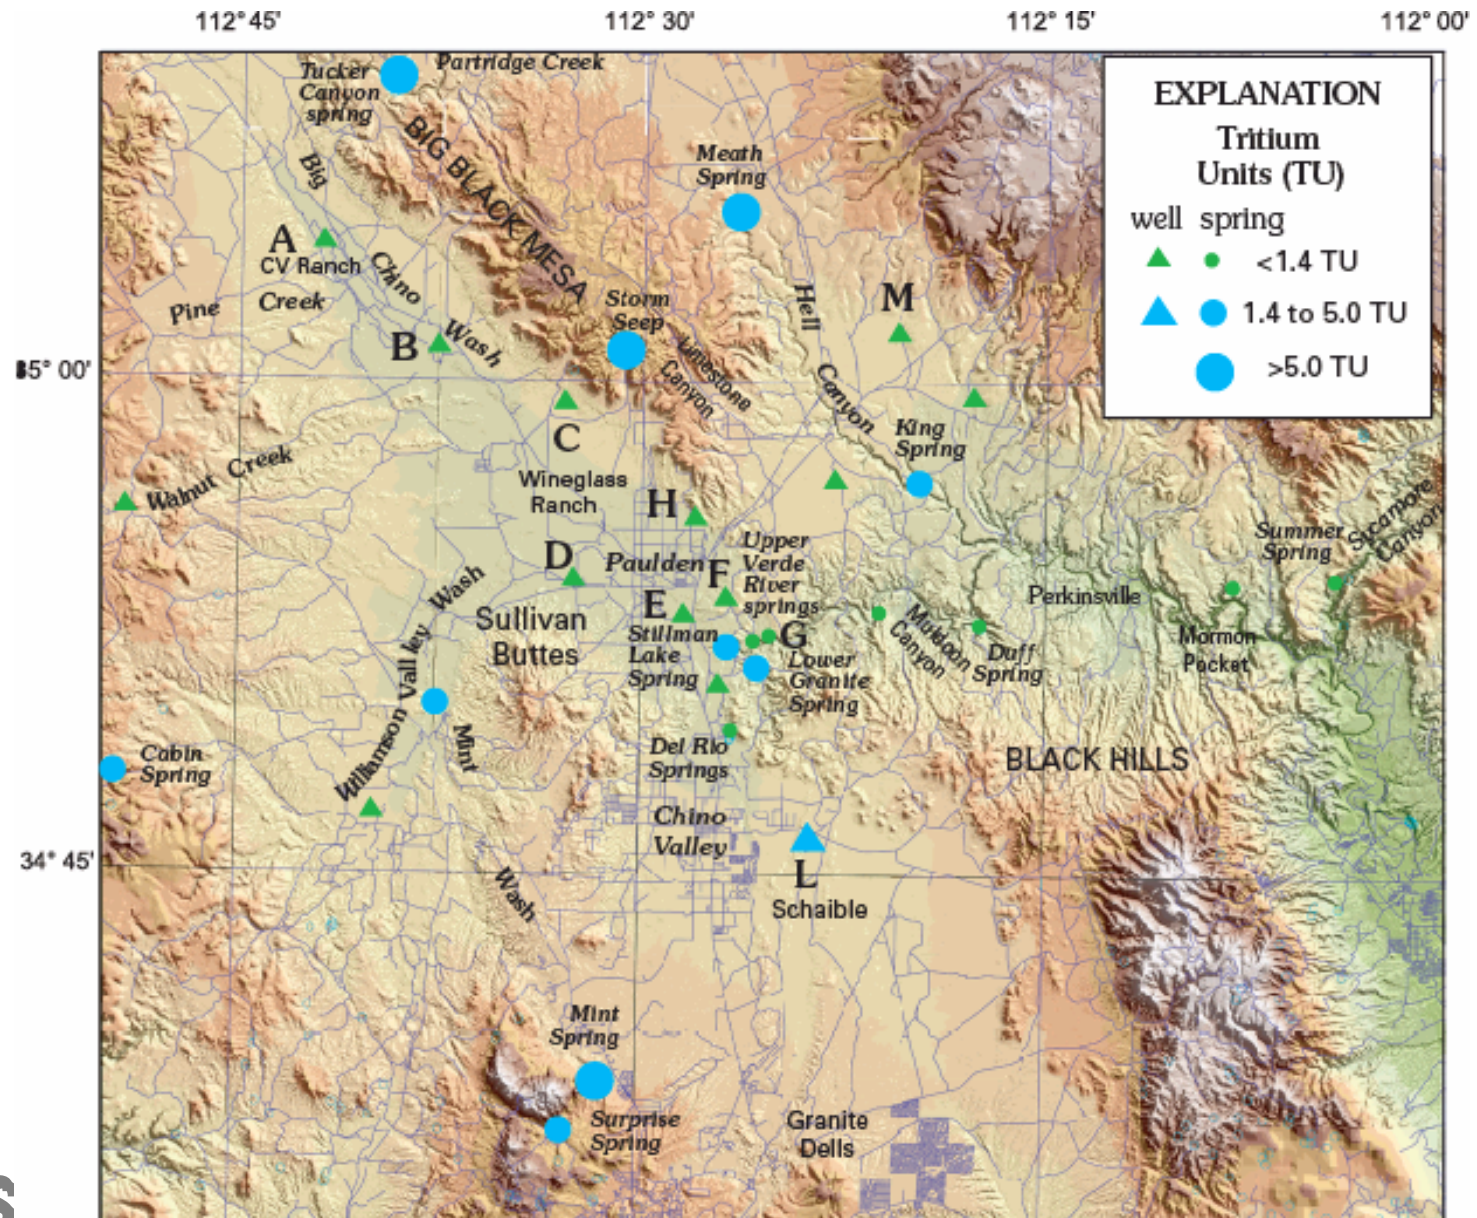 112° 45'
112° 30'
112° 15'
112° 00'
Tucker
Canyon
spring
Partridge Creek
BIG BLACK MESA
EXPLANATION
Tritium
Units (TU)
well spring
<1.4 TU
1.4 to 5.0 TU
>5.0 TU
Meath
Spring
Big
Chino
Wash
A
CV Ranch
Pine
Creek
Storm
Seep
Hell
Canyon
M
B
Limestone
Canyon
5° 00'
C
King
Spring
Walnut Creek
Wineglass
Ranch
H
Sycamore
Canyon
Summer
Spring
Upper
Verde
River
springs
D
Paulden
F
Wash
Perkinsville
E
Sullivan
Buttes
Stillman
Lake
Spring
G
Muldoon
Canyon
Duff
Spring
Mormon
Pocket
Lower
Granite
Spring
Williamson Vall ley
Mint
Cabin
Spring
Del Rio
Springs
BLACK HILLS
Chino
Valley
34° 45'
L
Schaible
Wash
Mint
Spring
Surprise
Spring
Granite
Dells
S